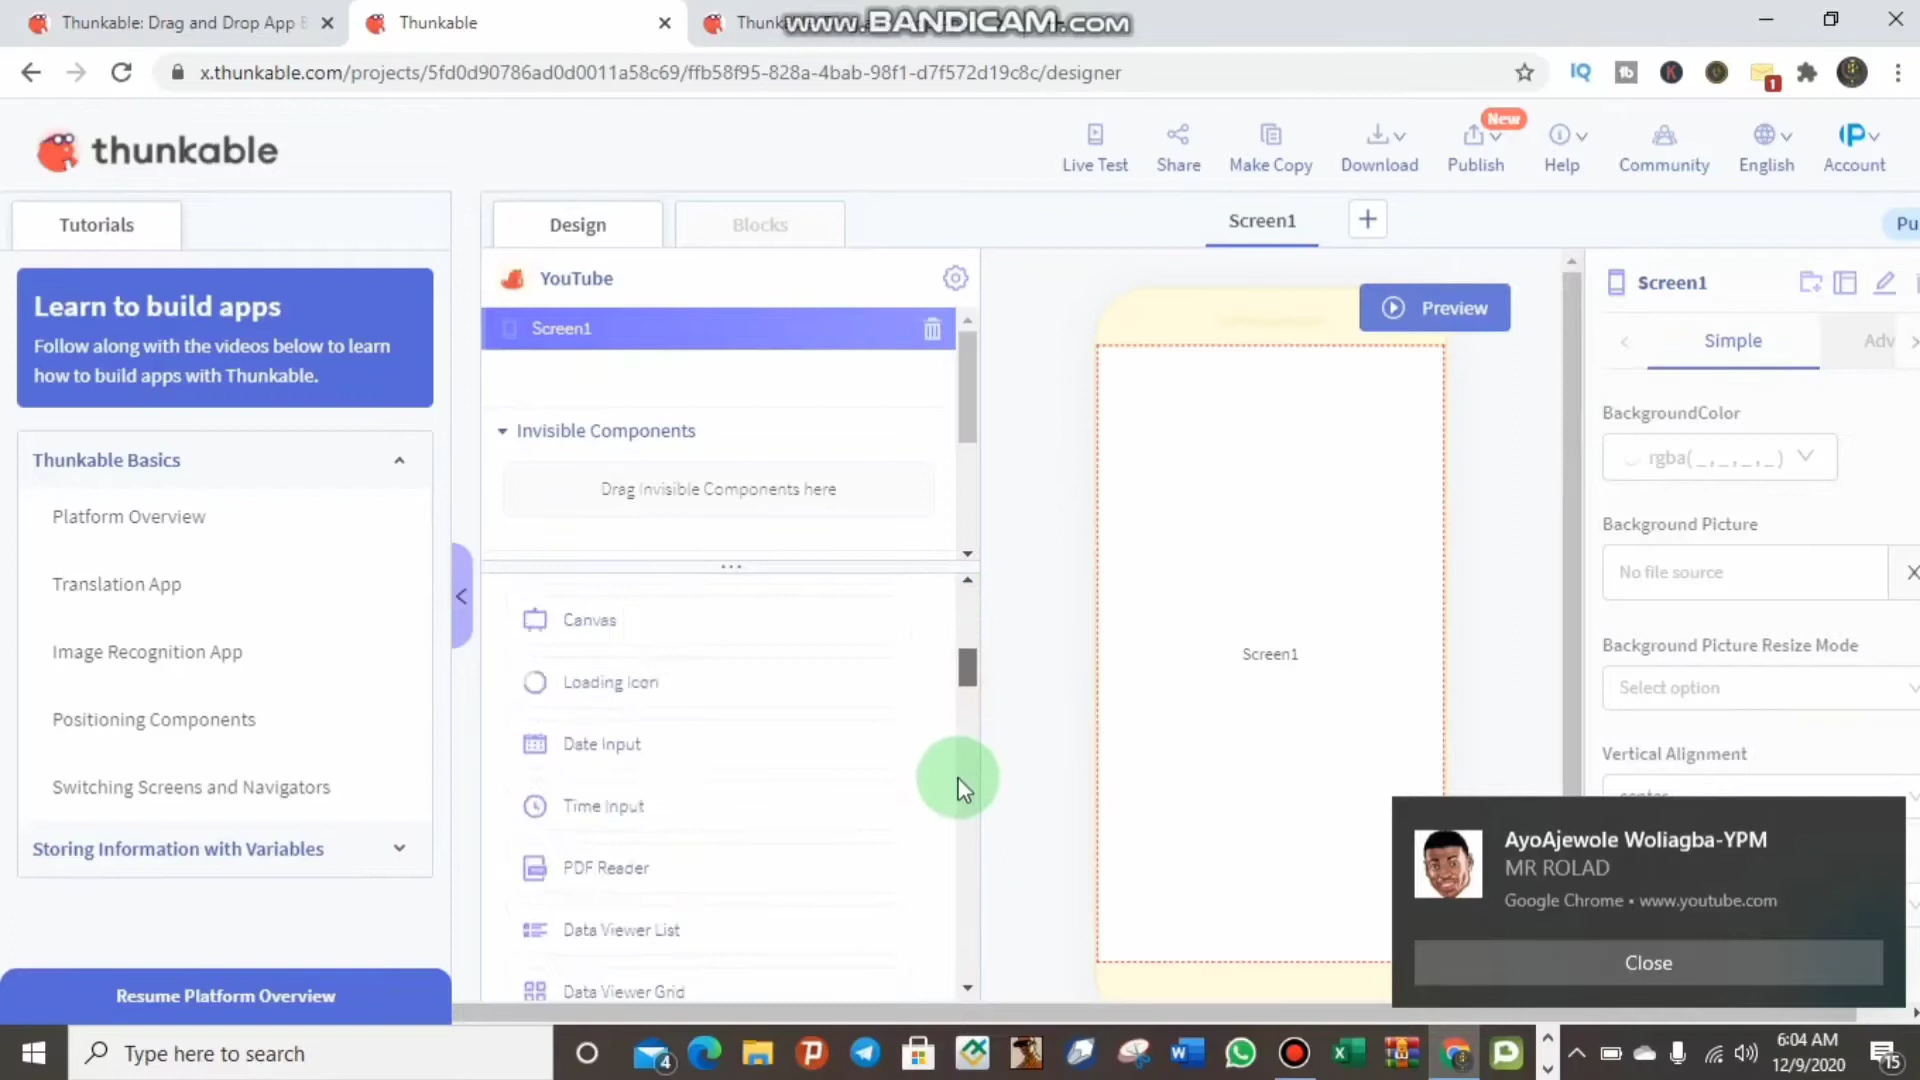 Thunkable: Drag and Drop App B
Thunkable
Thunk
www.BANDICAM.com
x.thunkable.com/projects/5fd0d90786ad0d0011a58c69/ffb58f95-828a-4bab-98f1-d7f572d19c8c/designer
IQ
tb
K
1
thunkable
Live Test
Share
Make Copy
Download
New
Publish
Help
Community
English
Account
Tutorials
Design
Blocks
Screen1
Pu
Learn to build apps
Follow along with the videos below to learn
how to build apps with Thunkable.
YouTube
Screen1
Invisible Components
Drag Invisible Components here
Preview
Screen1
Simple
Adv
BackgroundColor
rgba(_,_,_,_)
Background Picture
No file source
Background Picture Resize Mode
Select option
Vertical Alignment
Thunkable Basics
Platform Overview
Translation App
Image Recognition App
Positioning Components
Switching Screens and Navigators
Storing Information with Variables
Resume Platform Overview
Canvas
Loading Icon
Date Input
Time Input
PDF Reader
Data Viewer List
Data Viewer Grid
Screen1
AyoAjewole Woliagba-YPM
MR ROLAD
Google Chrome • www.youtube.com
Close
Type here to search
4
6:04 AM
12/9/2020
15